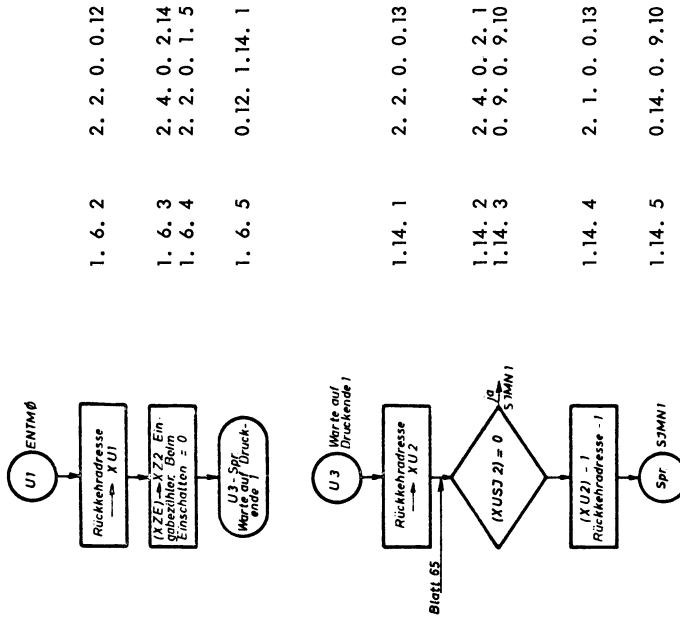 U1 ENTMØ
Rückkehradresse
→ XU1
1. 6. 2 2. 2. 0. 0.12
(XZE)→XZ2 Ein-
gabezähler, Beim
Einschalten = 0
1. 6. 3 2. 4. 0. 2.14
1. 6. 4 2. 2. 0. 1. 5
U3-Spr
Warte auf Druck-
ende 1
1. 6. 5 0.12. 1.14. 1
U3 Warte auf
Druckende 1
Rückkehradresse
→ XU2
1.14. 1 2. 2. 0. 0.13
Blatt 65
(XUSJ 2) = 0
ja
SJMN1
1.14. 2 2. 4. 0. 2. 1
1.14. 3 0. 9. 0. 9.10
(XU2) - 1
Rückkehradresse -1
1.14. 4 2. 1. 0. 0.13
Spr SJMN1
1.14. 5 0.14. 0. 9.10